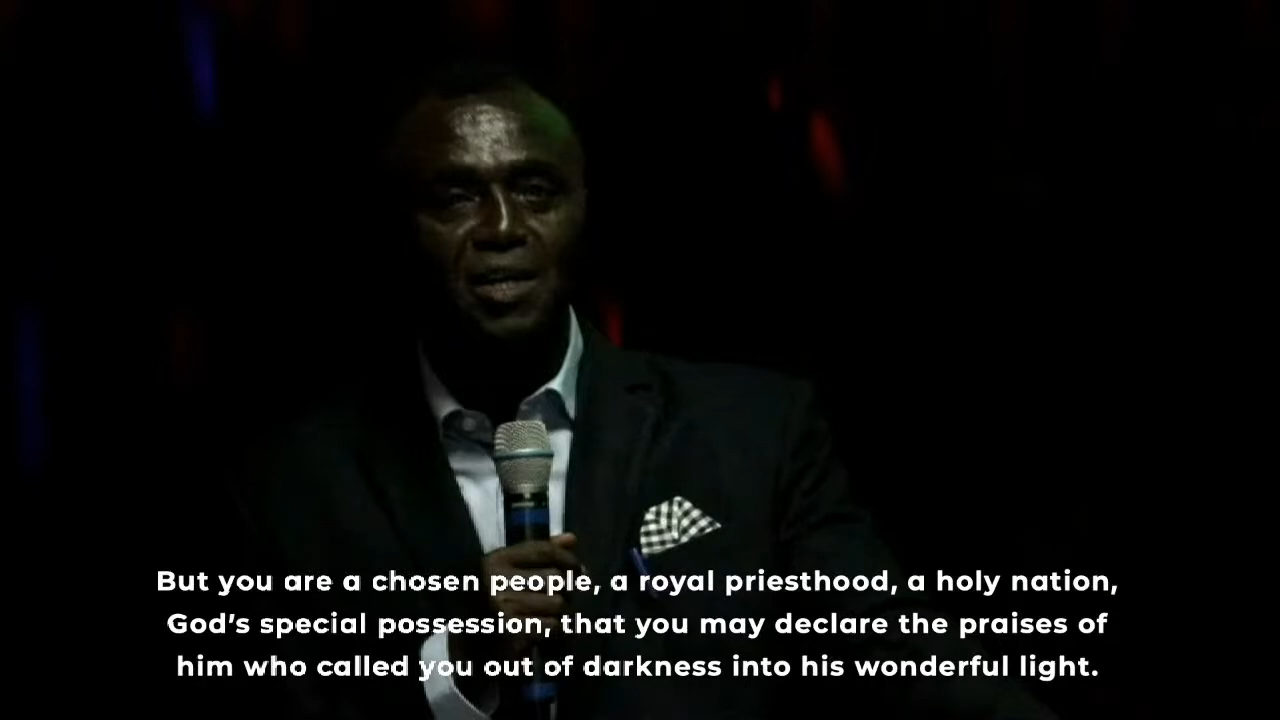 But you are a chosen people, a royal priesthood, a holy nation,
God's special possession, that you may declare the praises of
him who called you out of darkness into his wonderful light.